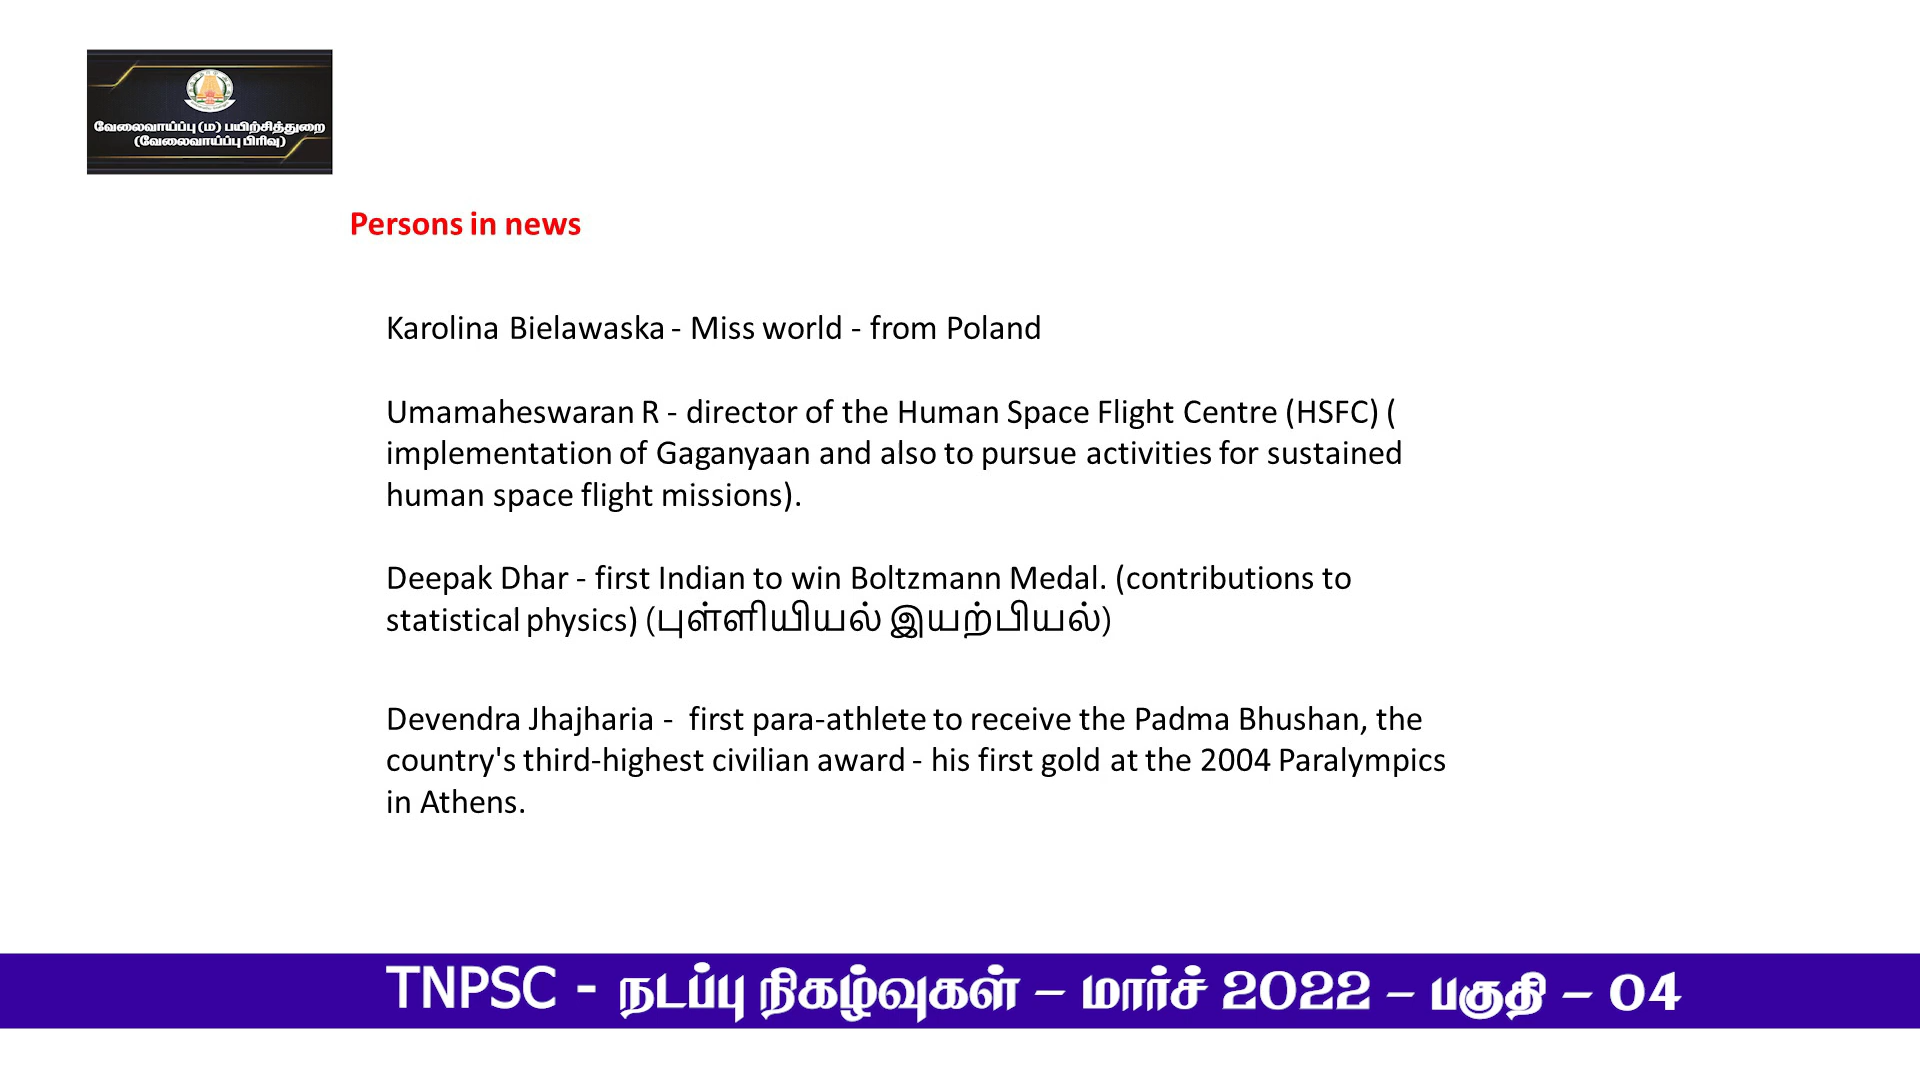 வேலைவாய்ப்பு (ம) பயிற்சித்துறை
(வேலைவாய்ப்பு பிரிவு)
Persons in news
Karolina Bielawaska - Miss world - from Poland
Umamaheswaran R - director of the Human Space Flight Centre (HSFC) (
implementation of Gaganyaan and also to pursue activities for sustained
human space flight missions).
Deepak Dhar - first Indian to win Boltzmann Medal. (contributions to
statistical physics) (புள்ளியியல் இயற்பியல்)
Devendra Jhajharia -  first para-athlete to receive the Padma Bhushan, the
country's third-highest civilian award - his first gold at the 2004 Paralympics
in Athens.
TNPSC - நடப்பு நிகழ்வுகள் – மார்ச் 2022 – பகுதி – 04